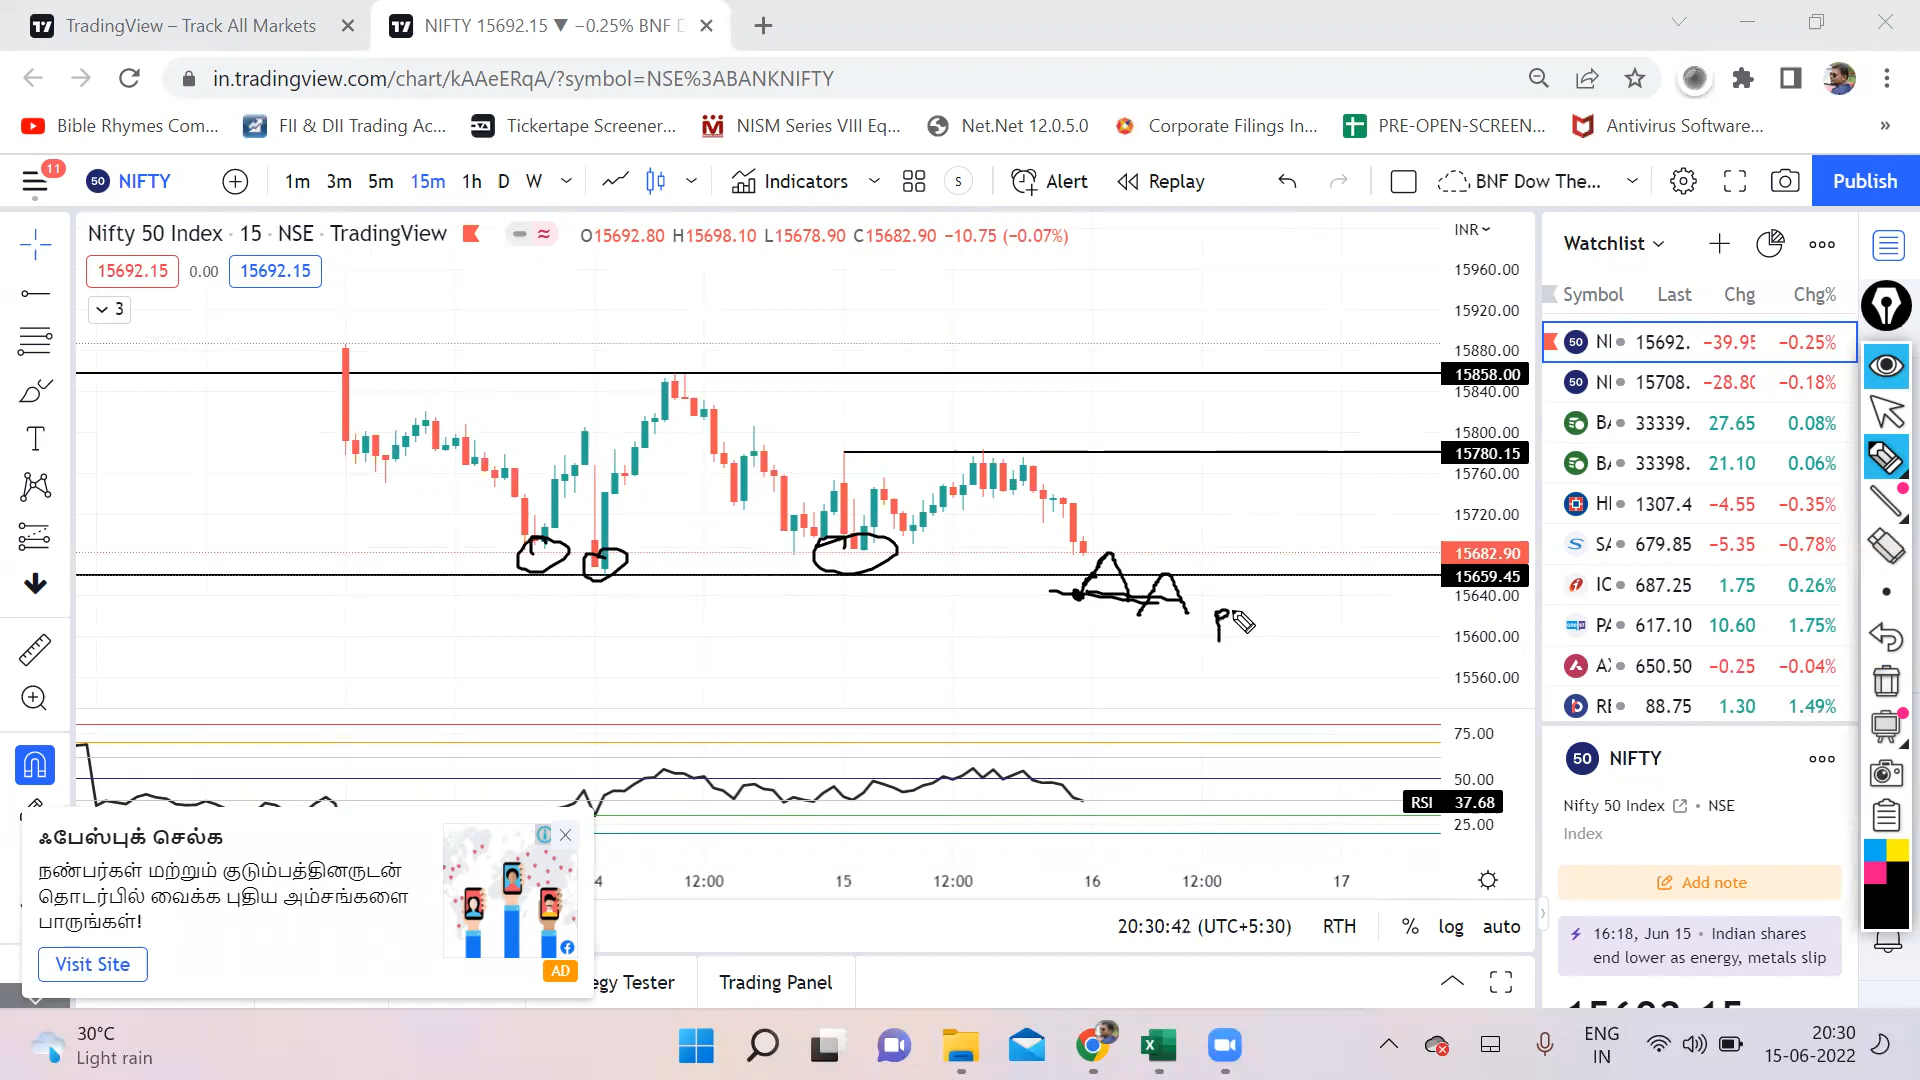 TradingView – Track All Markets
NIFTY 15692.15 ▼ −0.25% BNF D
in.tradingview.com/chart/kAAeERqA/?symbol=NSE%3ABANKNIFTY
Bible Rhymes Com... FII & DII Trading Ac... Tickertape Screener... NISM Series VIII Eq... Net.Net 12.0.5.0 Corporate Filings In... PRE-OPEN-SCREEN... Antivirus Software... »
11
50 NIFTY 1m 3m 5m 15m 1h D W Indicators S Alert Replay BNF Dow The... Publish
Nifty 50 Index · 15 · NSE · TradingView O15692.80 H15698.10 L15678.90 C15682.90 −10.75 (−0.07%)
15692.15 0.00 15692.15
3
INR
15960.00
15920.00
15880.00
15858.00
15840.00
15800.00
15780.15
15760.00
15720.00
15682.90
15659.45
15640.00
15600.00
15560.00
75.00
50.00
RSI 37.68
25.00
4 12:00 15 12:00 16 12:00 17
20:30:42 (UTC+5:30) RTH % log auto
egy Tester Trading Panel
Watchlist
Symbol Last Chg Chg%
50 NI 15692. −39.95 −0.25%
50 NI 15708. −28.80 −0.18%
33339. 27.65 0.08%
33398. 21.10 0.06%
1307.4 −4.55 −0.35%
679.85 −5.35 −0.78%
687.25 1.75 0.26%
617.10 10.60 1.75%
650.50 −0.25 −0.04%
88.75 1.30 1.49%
50 NIFTY
Nifty 50 Index • NSE
Index
Add note
16:18, Jun 15 • Indian shares
end lower as energy, metals slip
15692.15
ஃபேஸ்புக் செல்க
நண்பர்கள் மற்றும் குடும்பத்தினருடன்
தொடர்பில் வைக்க புதிய அம்சங்களை
பாருங்கள்!
Visit Site
AD
30°C
Light rain
ENG
IN
20:30
15-06-2022